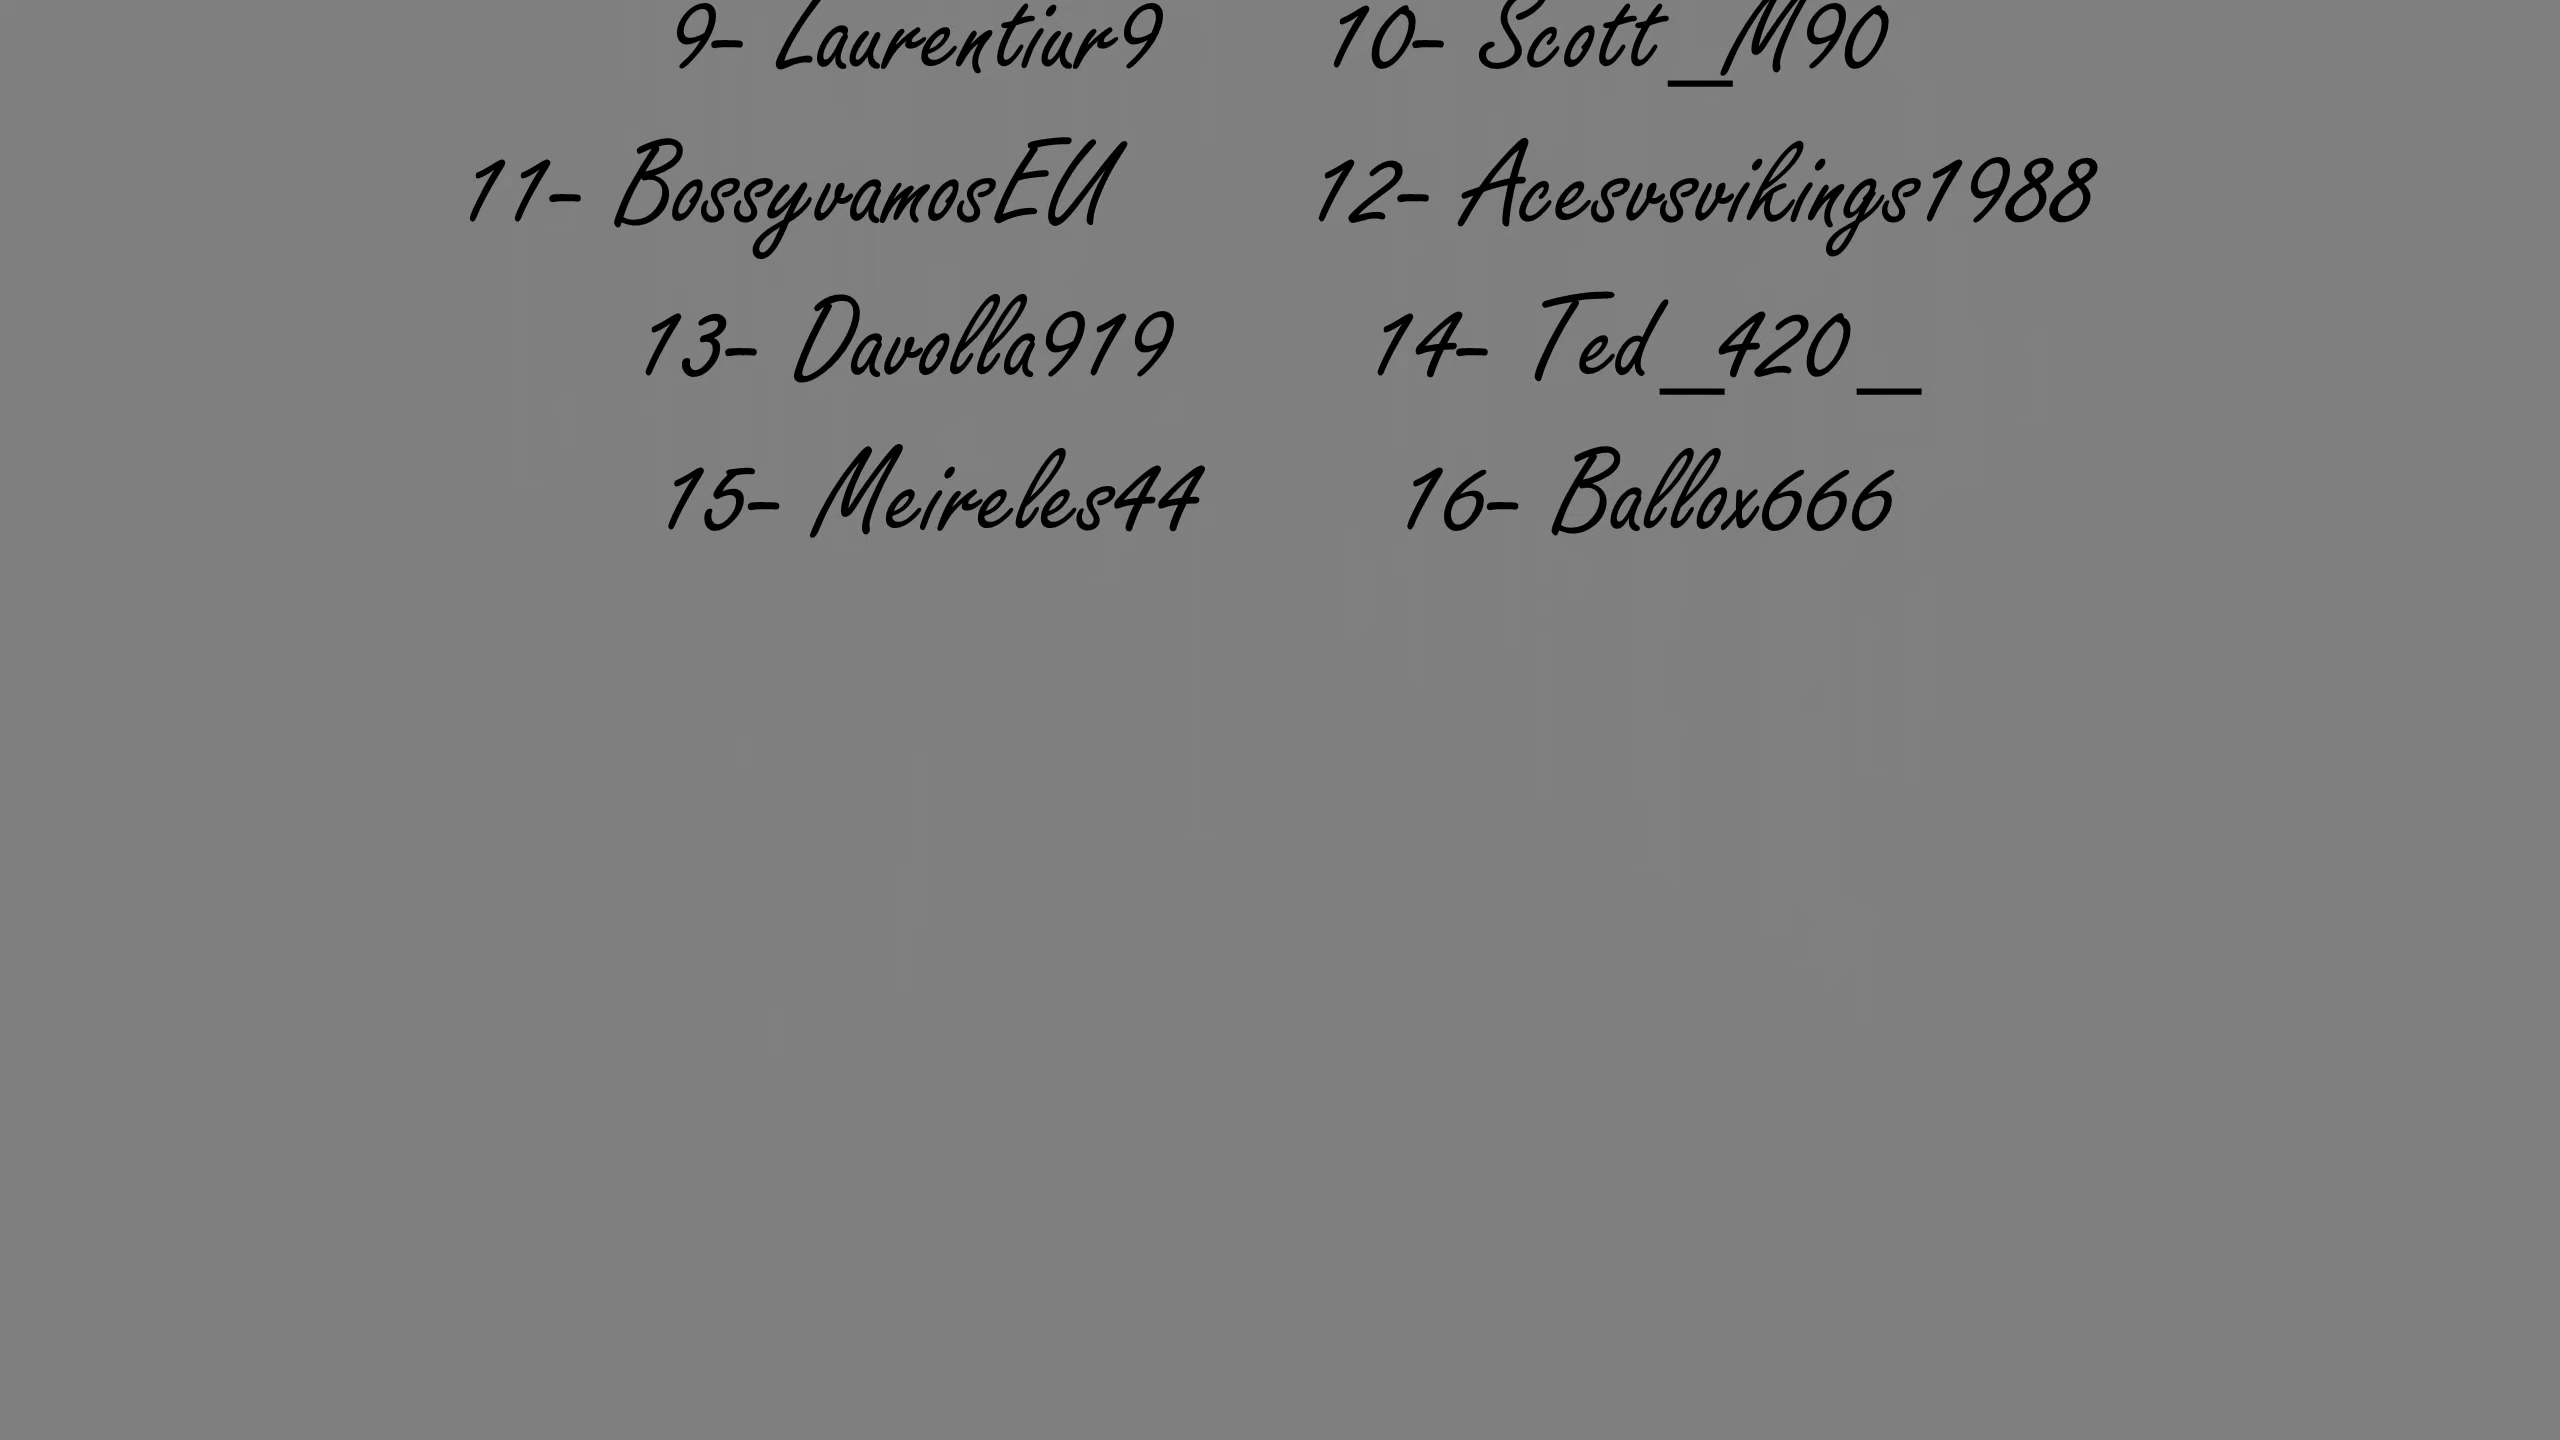 9- Laurentiur9 10- Scott_M90
11- BossyvamosEU 12- Acesvsvikings1988
13- Davolla919 14- Ted_420_
15- Meireles44 16- Ballox666